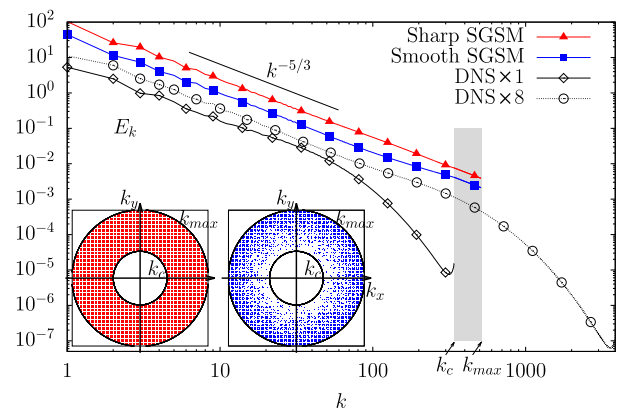 10^2
10^1
10^0
10^-1
10^-2
10^-3
10^-4
10^-5
10^-6
10^-7
Sharp SGSM
Smooth SGSM
DNS×1
DNS×8
k^{-5/3}
E_k
k_y
k_max
k_c
k_y
k_max
k_c
k_x
1
10
100
1000
k_c
k_max
k